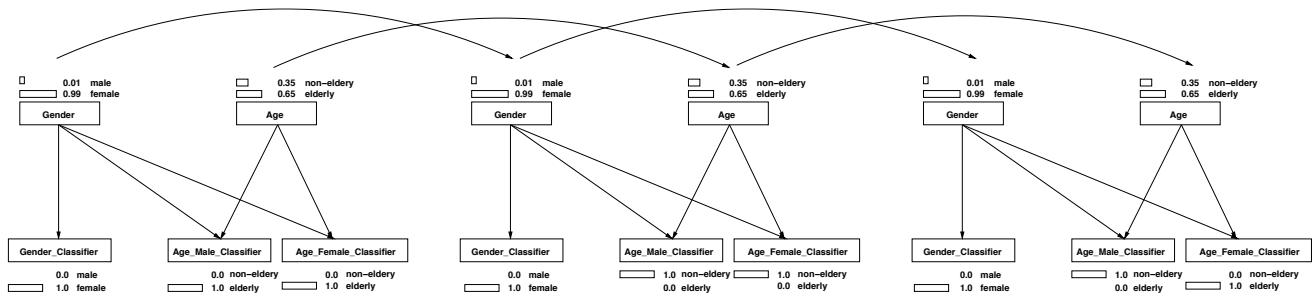 0.01 male 0.35 non−eldery 0.01 male 0.35 non−eldery 0.01 male 0.35 non−eldery
0.99 female 0.65 elderly 0.99 female 0.65 elderly 0.99 female 0.65 elderly
Gender Age Gender Age Gender Age
Gender_Classifier Age_Male_Classifier Age_Female_Classifier Gender_Classifier Age_Male_Classifier Age_Female_Classifier Gender_Classifier Age_Male_Classifier Age_Female_Classifier
0.0 male 0.0 non−eldery 0.0 non−eldery 0.0 male 1.0 non−eldery 1.0 non−eldery 0.0 male 1.0 non−eldery 0.0 non−eldery
1.0 female 1.0 elderly 1.0 elderly 1.0 female 0.0 elderly 0.0 elderly 1.0 female 0.0 elderly 1.0 elderly